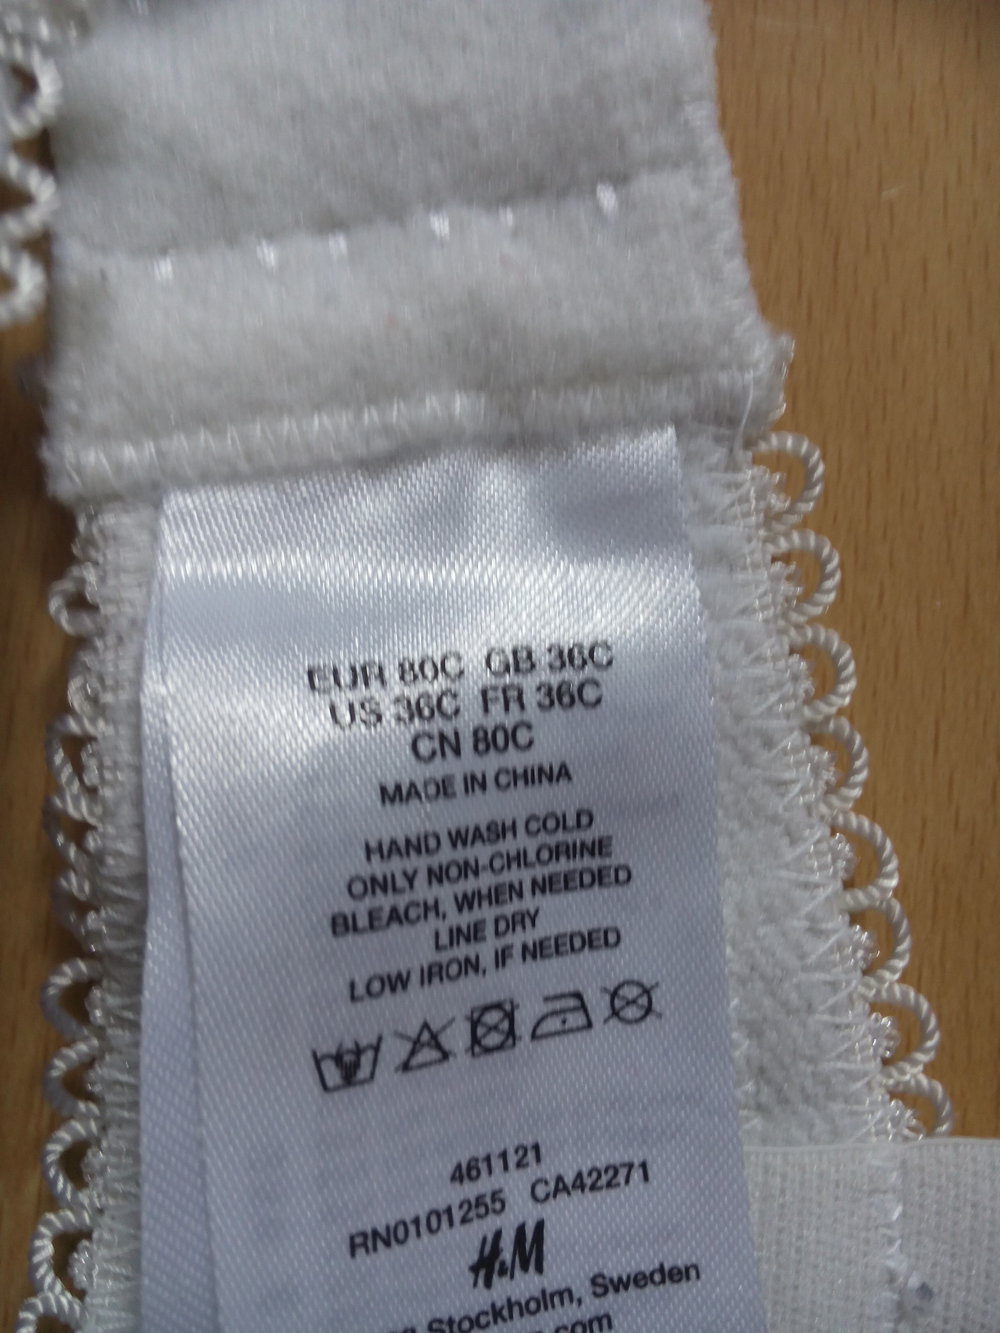 EUR 80C GB 36C
US 36C FR 36C
CN 80C
MADE IN CHINA
HAND WASH COLD
ONLY NON-CHLORINE
BLEACH, WHEN NEEDED
LINE DRY
LOW IRON, IF NEEDED
461121
RN0101255 CA42271
H&M
Stockholm, Sweden
com